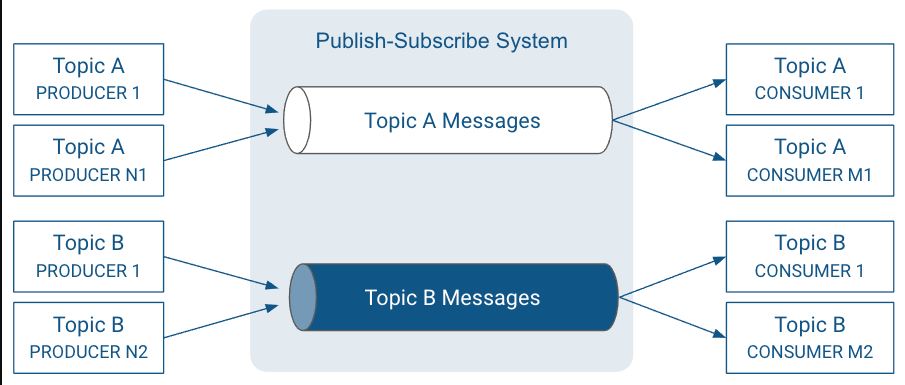 Publish-Subscribe System
Topic A
PRODUCER 1
Topic A
PRODUCER N1
Topic A Messages
Topic A
CONSUMER 1
Topic A
CONSUMER M1
Topic B
PRODUCER 1
Topic B
PRODUCER N2
Topic B Messages
Topic B
CONSUMER 1
Topic B
CONSUMER M2